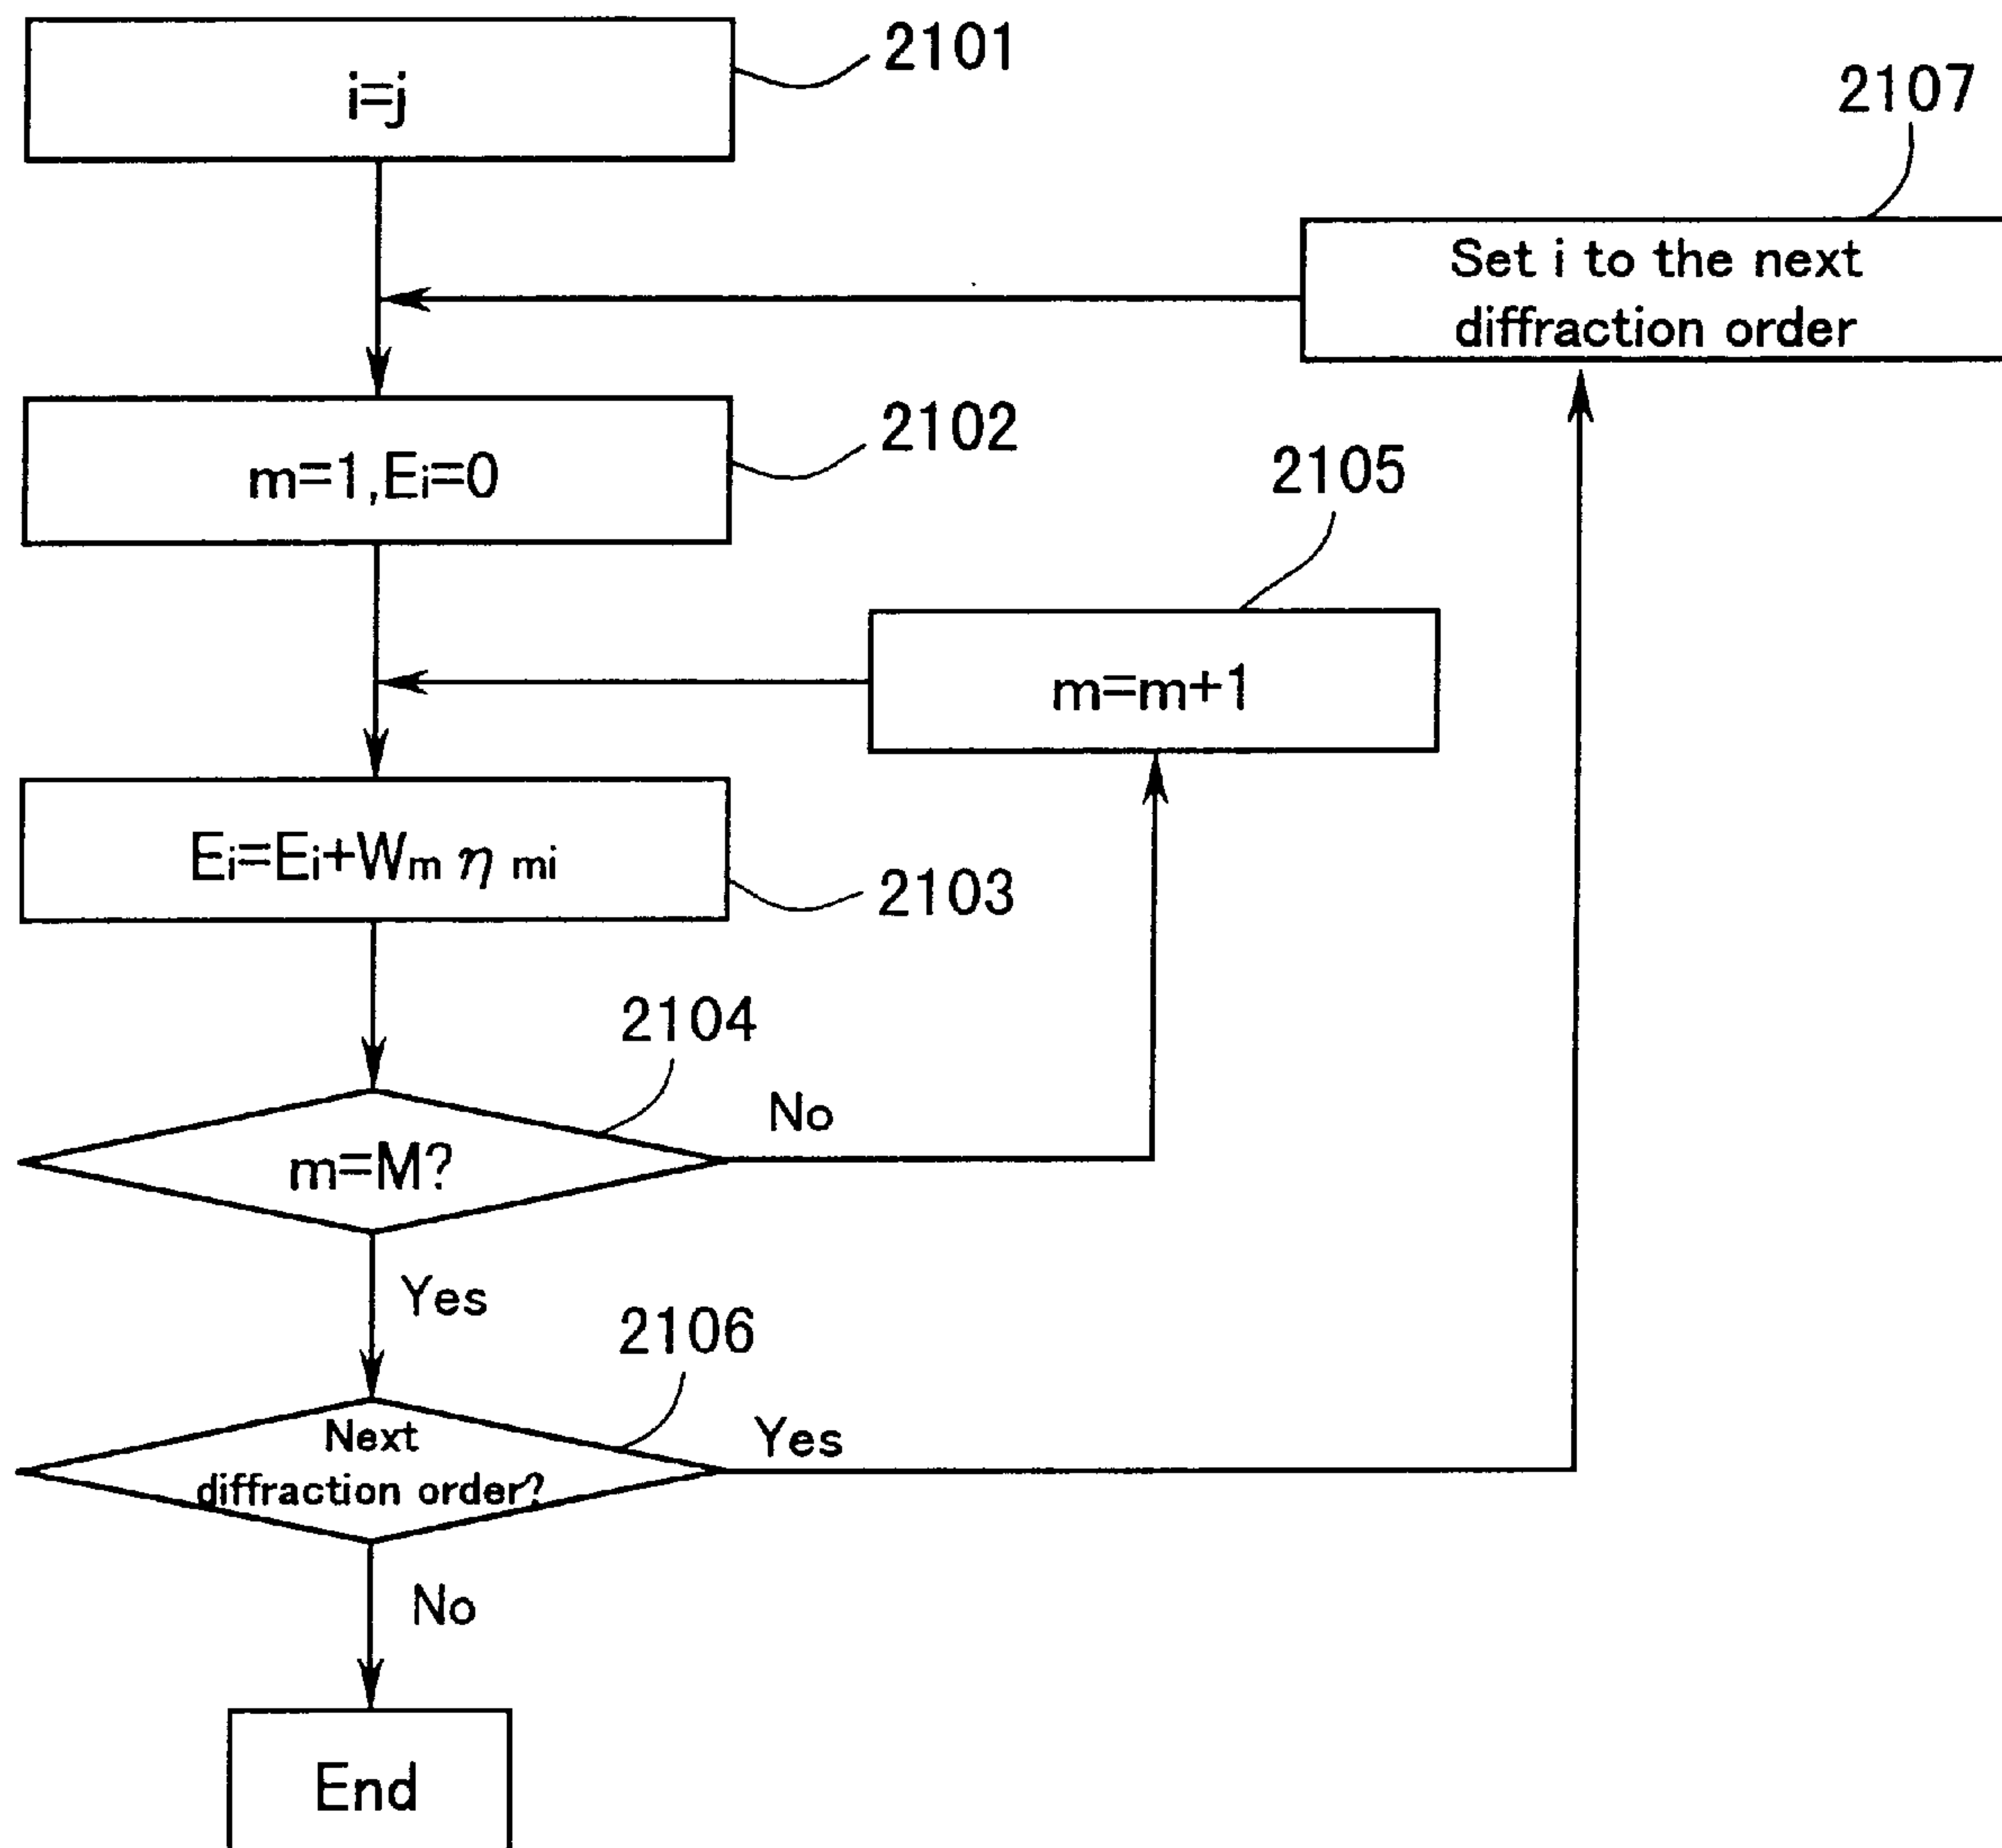 i=j
2101
2107
Set i to the next
diffraction order
m=1,Ei=0
2102
2105
m=m+1
Ei=Ei+Wm η mi
2103
2104
No
m=M?
Yes
2106
Next
diffraction order?
Yes
No
End